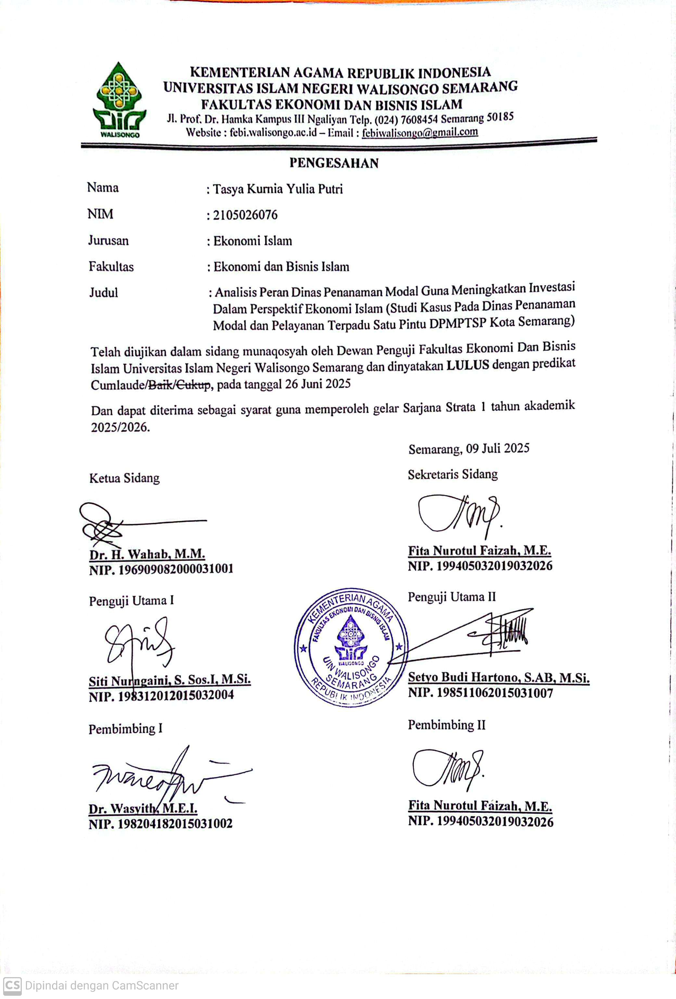 KEMENTERIAN AGAMA REPUBLIK INDONESIA
UNIVERSITAS ISLAM NEGERI WALISONGO SEMARANG
FAKULTAS EKONOMI DAN BISNIS ISLAM
Jl. Prof. Dr. Hamka Kampus III Ngaliyan Telp. (024) 7608454 Semarang 50185
Website : febi.walisongo.ac.id – Email : febiwalisongo@gmail.com
WALISONGO
PENGESAHAN
Nama : Tasya Kurnia Yulia Putri
NIM : 2105026076
Jurusan : Ekonomi Islam
Fakultas : Ekonomi dan Bisnis Islam
Judul : Analisis Peran Dinas Penanaman Modal Guna Meningkatkan Investasi
Dalam Perspektif Ekonomi Islam (Studi Kasus Pada Dinas Penanaman
Modal dan Pelayanan Terpadu Satu Pintu DPMPTSP Kota Semarang)
Telah diujikan dalam sidang munaqosyah oleh Dewan Penguji Fakultas Ekonomi Dan Bisnis
Islam Universitas Islam Negeri Walisongo Semarang dan dinyatakan LULUS dengan predikat
Cumlaude/Baik/Cukup, pada tanggal 26 Juni 2025
Dan dapat diterima sebagai syarat guna memperoleh gelar Sarjana Strata 1 tahun akademik
2025/2026.
Semarang, 09 Juli 2025
Ketua Sidang
Sekretaris Sidang
Dr. H. Wahab, M.M.
NIP. 196909082000031001
Fita Nurotul Faizah, M.E.
NIP. 199405032019032026
Penguji Utama I
Penguji Utama II
KEMENTERIAN AGAMA
FAKULTAS EKONOMI DAN BISNIS ISLAM
WALISONGO
UIN WALISONGO
SEMARANG
REPUBLIK INDONESIA
Siti Nurngaini, S. Sos.I, M.Si.
NIP. 198312012015032004
Setyo Budi Hartono, S.AB, M.Si.
NIP. 198511062015031007
Pembimbing I
Pembimbing II
Dr. Wasyith, M.E.I.
NIP. 198204182015031002
Fita Nurotul Faizah, M.E.
NIP. 199405032019032026
CS Dipindai dengan CamScanner